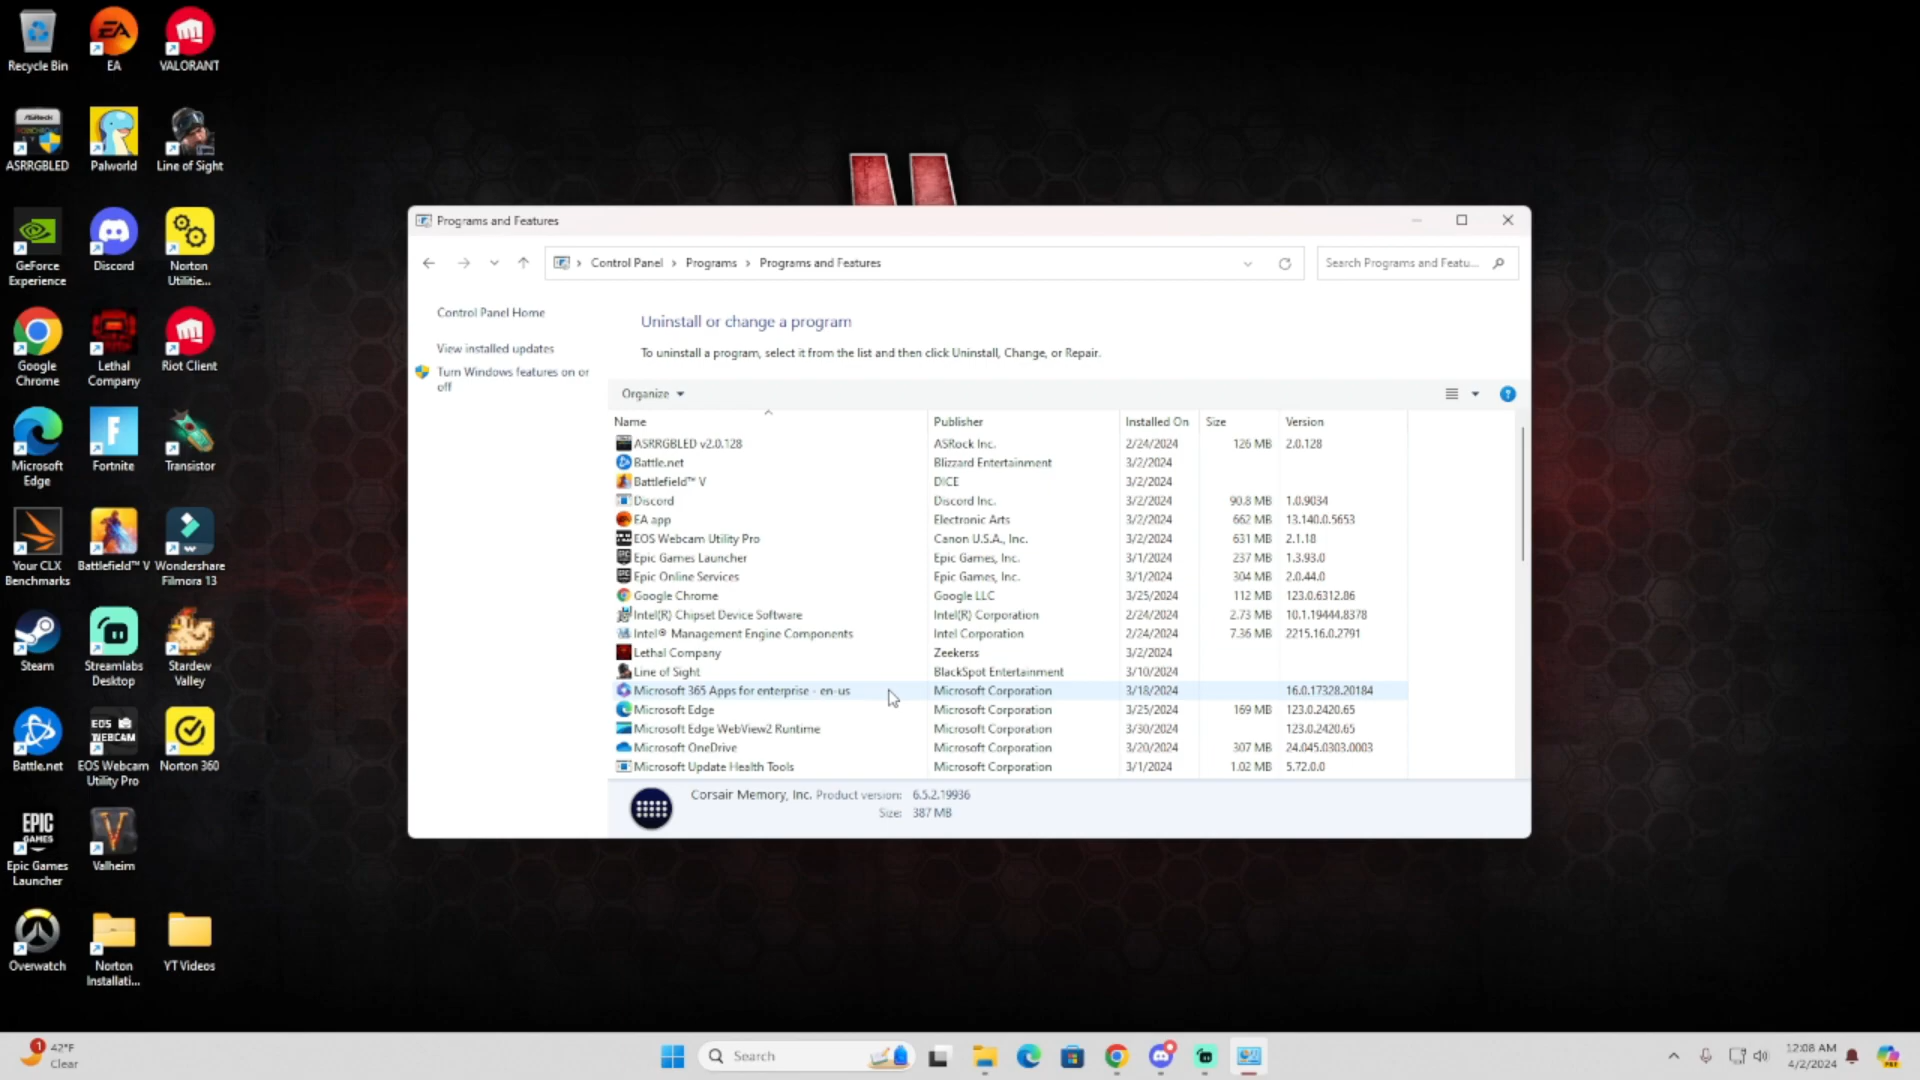 Recycle Bin
EA
VALORANT
ASRRGBLED
Palworld
Line of Sight
GeForce
Experience
Discord
Norton
Utilitie...
Google
Chrome
Lethal
Company
Riot Client
Microsoft
Edge
Fortnite
Transistor
Your CLX
Benchmarks
Battlefield™ V
Wondershare
Filmora 13
Steam
Streamlabs
Desktop
Stardew
Valley
Battle.net
EOS
WEBCAM
EOS Webcam
Utility Pro
Norton 360
EPIC
GAMES
Epic Games
Launcher
Valheim
Overwatch
Norton
Installati...
YT Videos
Programs and Features
Control Panel > Programs > Programs and Features
Search Programs and Featu...
Control Panel Home
View installed updates
Turn Windows features on or
off
Uninstall or change a program
To uninstall a program, select it from the list and then click Uninstall, Change, or Repair.
Organize
Name Publisher Installed On Size Version
ASRRGBLED v2.0.128 ASRock Inc. 2/24/2024 126 MB 2.0.128
Battle.net Blizzard Entertainment 3/2/2024
Battlefield™ V DICE 3/2/2024
Discord Discord Inc. 3/2/2024 90.8 MB 1.0.9034
EA app Electronic Arts 3/2/2024 662 MB 13.140.0.5653
EOS Webcam Utility Pro Canon U.S.A., Inc. 3/2/2024 631 MB 2.1.18
Epic Games Launcher Epic Games, Inc. 3/1/2024 237 MB 1.3.93.0
Epic Online Services Epic Games, Inc. 3/1/2024 304 MB 2.0.44.0
Google Chrome Google LLC 3/25/2024 112 MB 123.0.6312.86
Intel(R) Chipset Device Software Intel(R) Corporation 2/24/2024 2.73 MB 10.1.19444.8378
Intel® Management Engine Components Intel Corporation 2/24/2024 7.36 MB 2215.16.0.2791
Lethal Company Zeekerss 3/2/2024
Line of Sight BlackSpot Entertainment 3/10/2024
Microsoft 365 Apps for enterprise - en-us Microsoft Corporation 3/18/2024 16.0.17328.20184
Microsoft Edge Microsoft Corporation 3/25/2024 169 MB 123.0.2420.65
Microsoft Edge WebView2 Runtime Microsoft Corporation 3/30/2024 123.0.2420.65
Microsoft OneDrive Microsoft Corporation 3/20/2024 307 MB 24.045.0303.0003
Microsoft Update Health Tools Microsoft Corporation 3/1/2024 1.02 MB 5.72.0.0
Corsair Memory, Inc. Product version: 6.5.2.19936
Size: 387 MB
1
42°F
Clear
Search
12:08 AM
4/2/2024